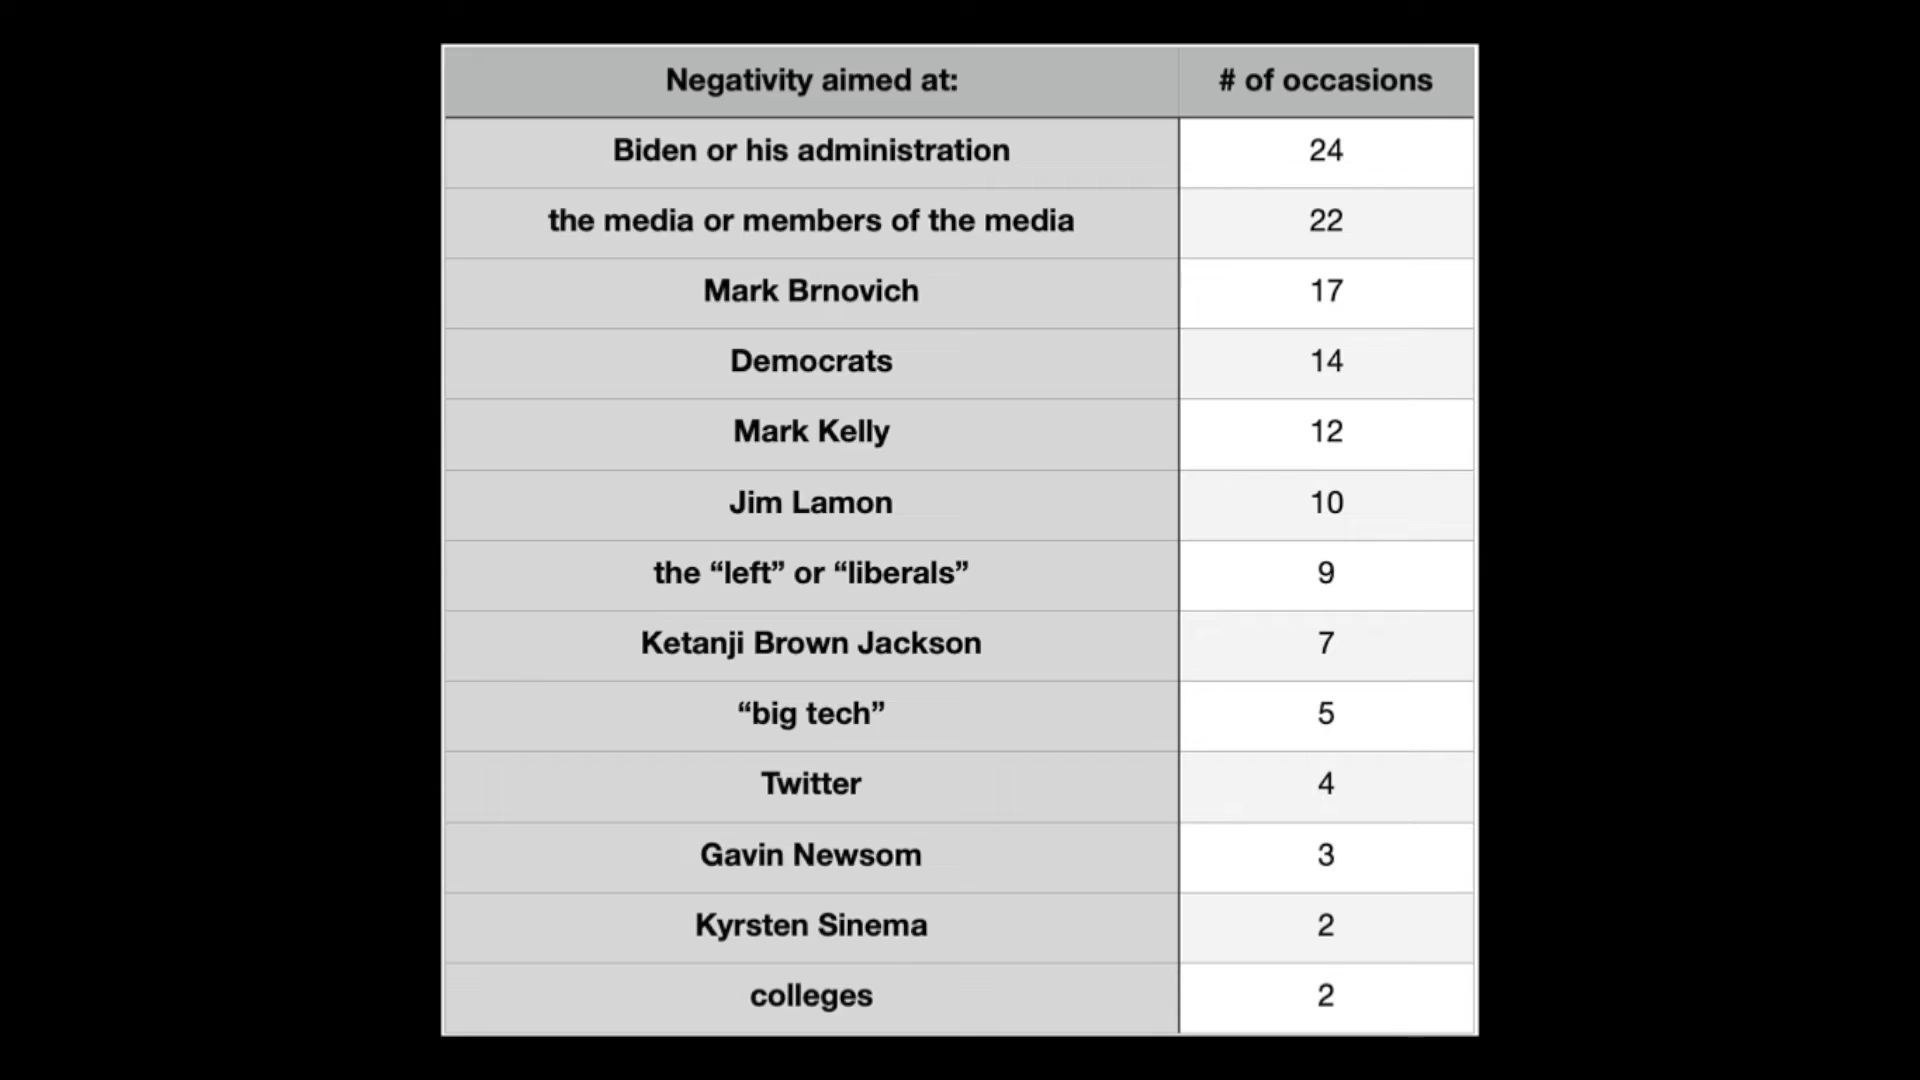 Negativity aimed at: # of occasions
Biden or his administration 24
the media or members of the media 22
Mark Brnovich 17
Democrats 14
Mark Kelly 12
Jim Lamon 10
the “left” or “liberals” 9
Ketanji Brown Jackson 7
“big tech” 5
Twitter 4
Gavin Newsom 3
Kyrsten Sinema 2
colleges 2